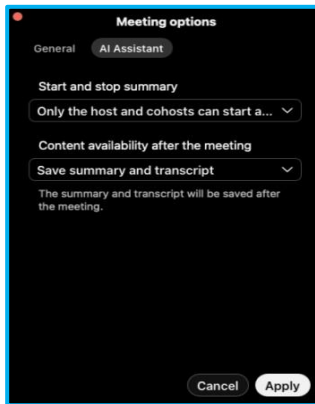 Meeting options
General AI Assistant
Start and stop summary
Only the host and cohosts can start a...
Content availability after the meeting
Save summary and transcript
The summary and transcript will be saved after
the meeting.
Cancel Apply